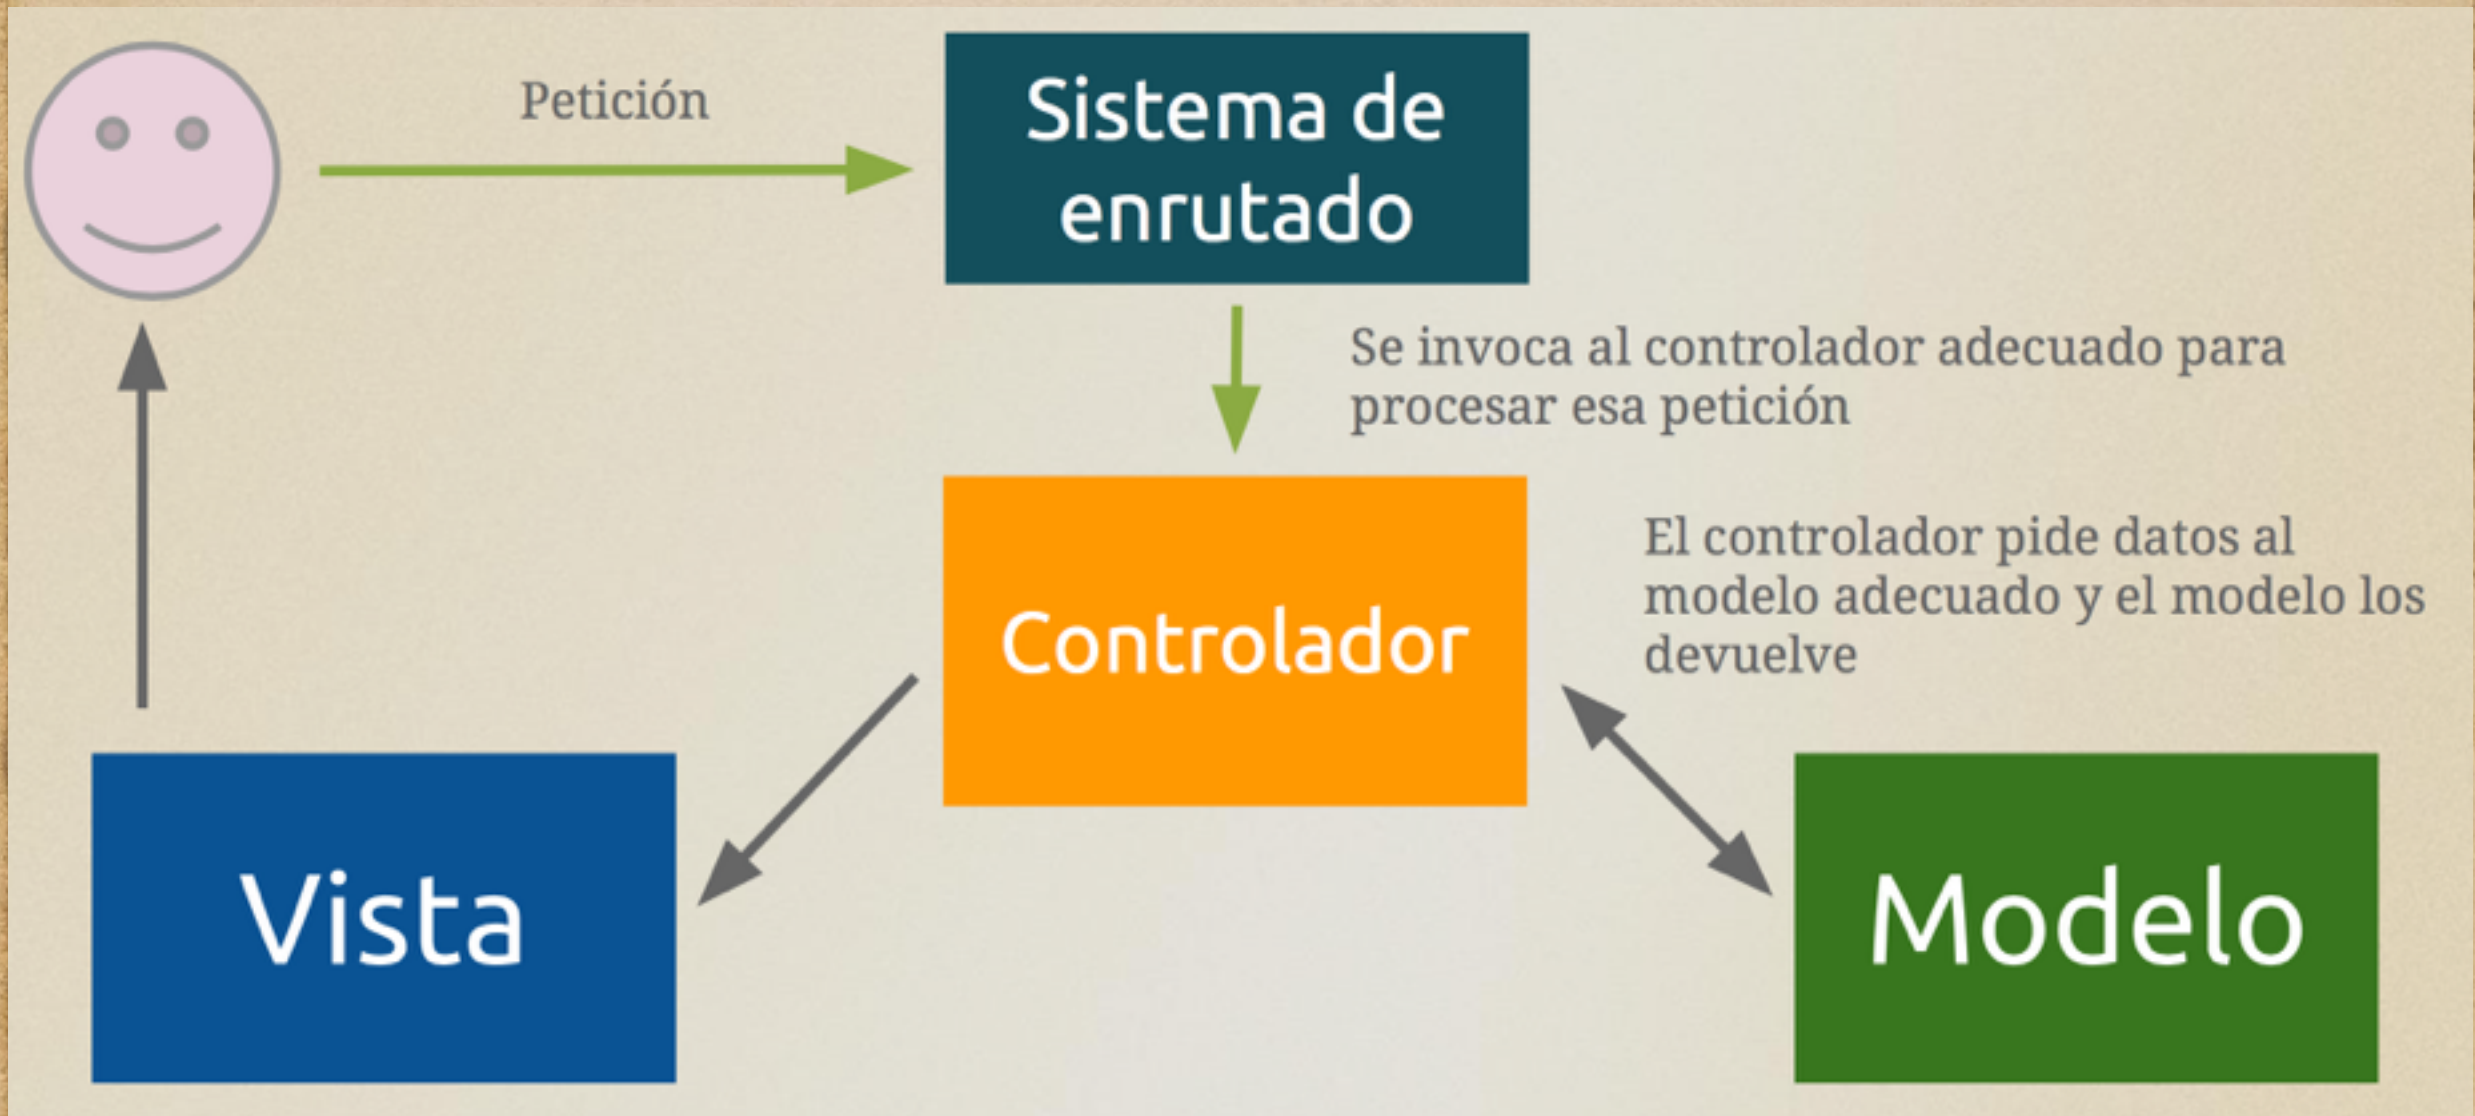 Petición
Sistema de
enrutado
Se invoca al controlador adecuado para
procesar esa petición
Controlador
El controlador pide datos al
modelo adecuado y el modelo los
devuelve
Vista
Modelo